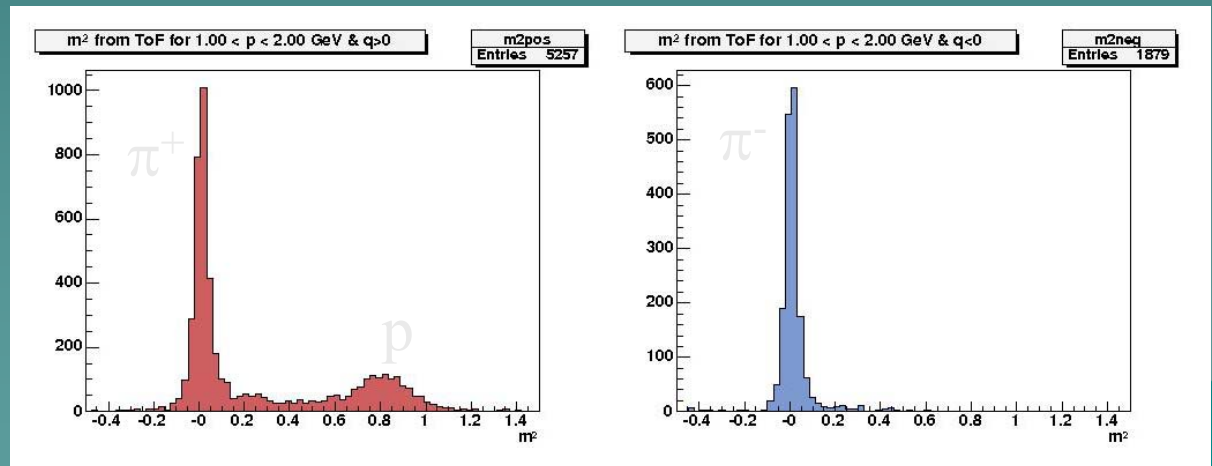 m² from ToF for 1.00 < p < 2.00 GeV & q>0
m2pos
Entries 5257
π⁺
p
1000
800
600
400
200
0
-0.4 -0.2 -0 0.2 0.4 0.6 0.8 1 1.2 1.4
m²
m² from ToF for 1.00 < p < 2.00 GeV & q<0
m2neg
Entries 1879
π⁻
600
500
400
300
200
100
0
-0.4 -0.2 -0 0.2 0.4 0.6 0.8 1 1.2 1.4
m²